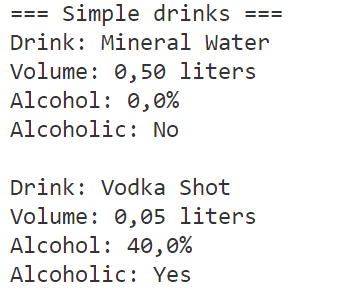 === Simple drinks ===
Drink: Mineral Water
Volume: 0,50 liters
Alcohol: 0,0%
Alcoholic: No
Drink: Vodka Shot
Volume: 0,05 liters
Alcohol: 40,0%
Alcoholic: Yes